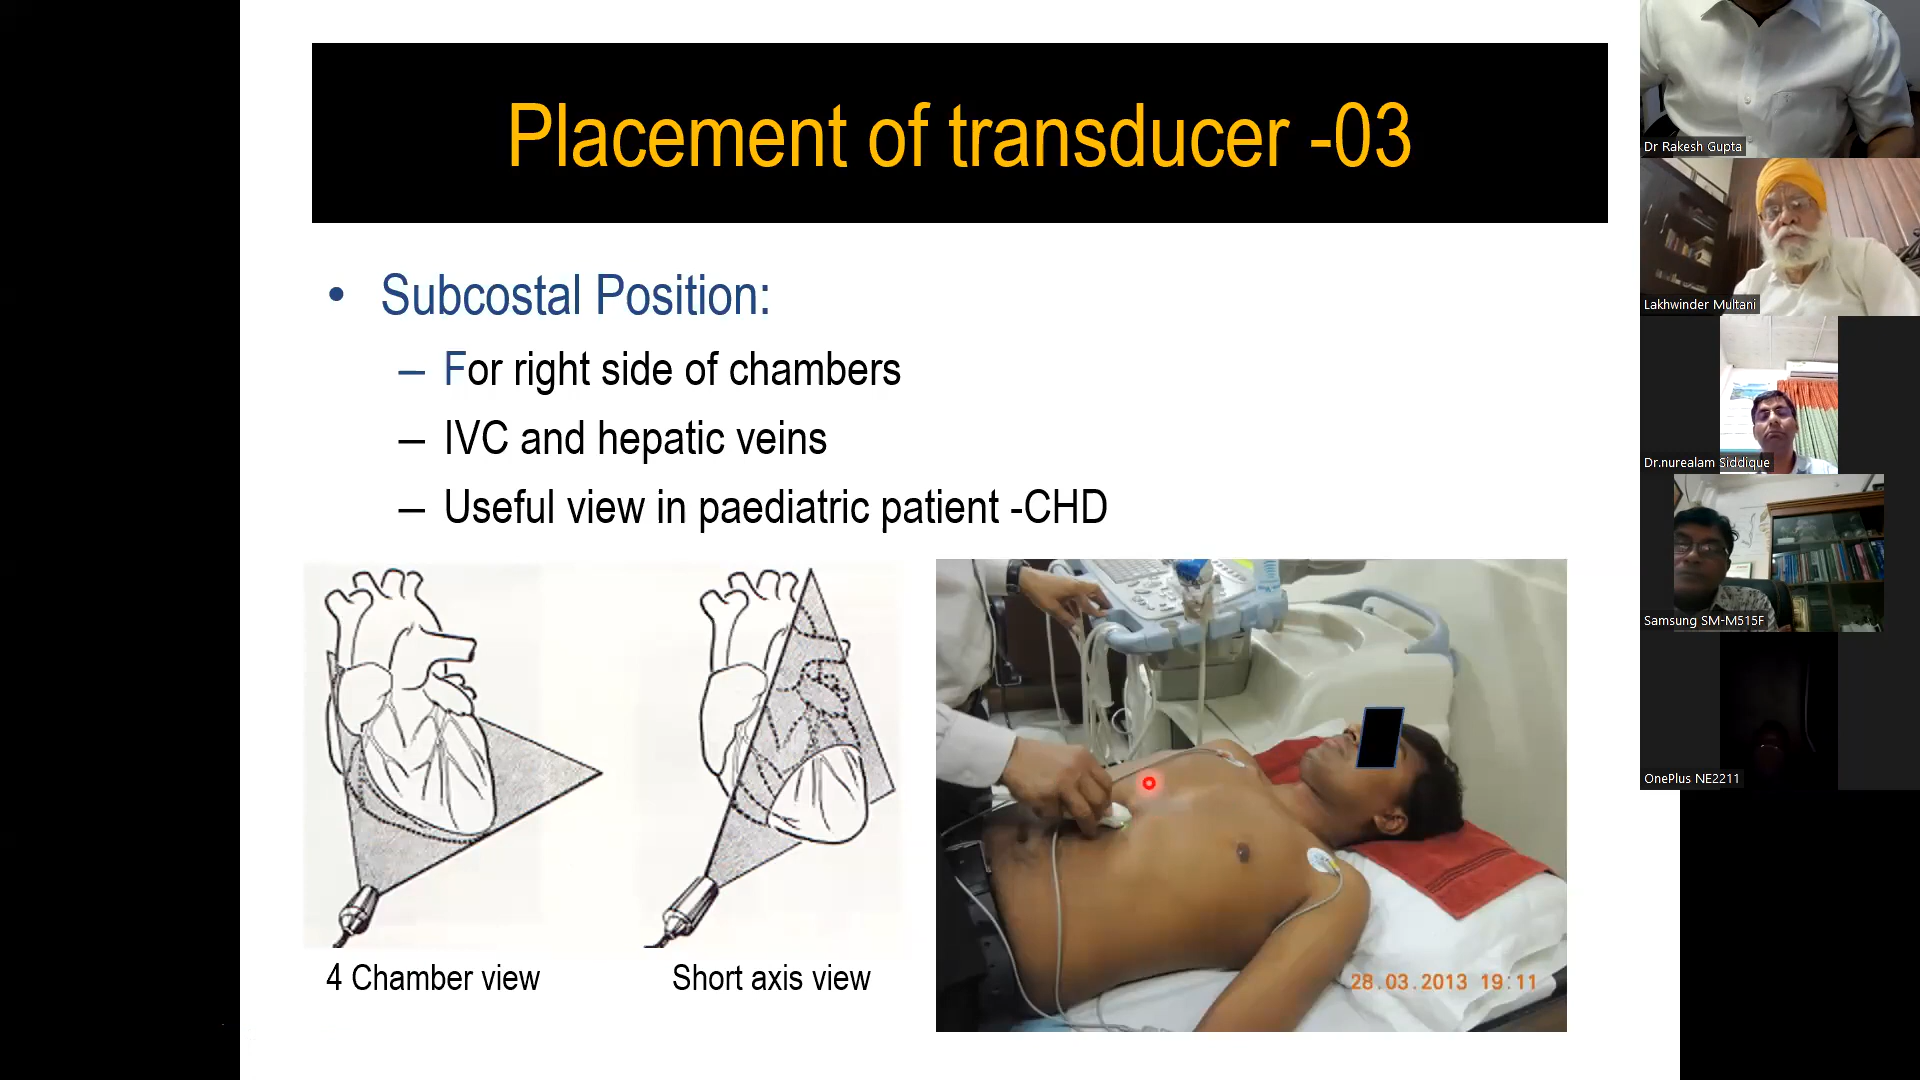 Placement of transducer -03
• Subcostal Position:
– For right side of chambers
– IVC and hepatic veins
– Useful view in paediatric patient -CHD
4 Chamber view
Short axis view
28.03.2013 19:11
Dr Rakesh Gupta
Lakhwinder Multani
Dr.nurealam Siddique
Samsung SM-M515F
OnePlus NE2211